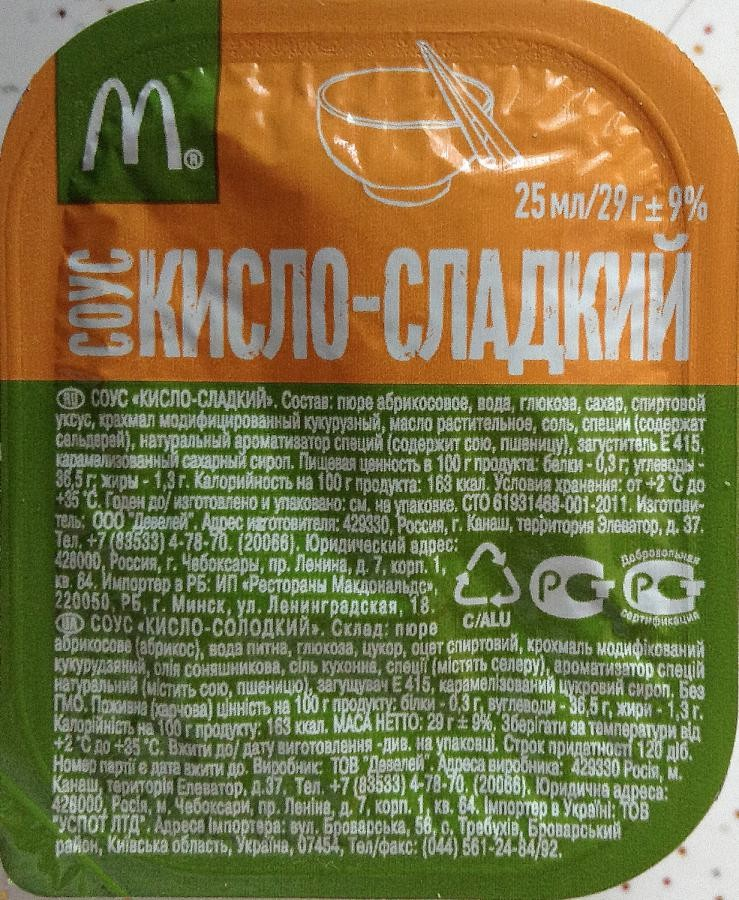 M®
25 мл/29 г ± 9%
СОУС КИСЛО-СЛАДКИЙ
RU СОУС «КИСЛО-СЛАДКИЙ». Состав: пюре абрикосовое, вода, глюкоза, сахар, спиртовой
уксус, крахмал модифицированный кукурузный, масло растительное, соль, специи (содержат
сельдерей), натуральный ароматизатор специй (содержит сою, пшеницу), загуститель Е 415,
карамелизованный сахарный сироп. Пищевая ценность в 100 г продукта: белки - 0,3 г; углеводы -
36,5 г; жиры - 1,3 г. Калорийность на 100 г продукта: 163 ккал. Условия хранения: от +2 °С до
+35 °С. Годен до/ изготовлено и упаковано: см. на упаковке. СТО 61931468-001-2011. Изготови-
тель: ООО "Девелей". Адрес изготовителя: 429330, Россия, г. Канаш, территория Элеватор, д. 37.
Тел. +7 (83533) 4-78-70. (20066). Юридический адрес:
428000, Россия, г. Чебоксары, пр. Ленина, д. 7, корп. 1,
кв. 64. Импортер в РБ: ИП «Рестораны Макдональдс»,
220050, РБ, г. Минск, ул. Ленинградская, 18.
C/ALU
РСТ
Добровольная
РСТ
сертификация
UA СОУС «КИСЛО-СОЛОДКИЙ». Склад: пюре
абрикосове (абрикос), вода питна, глюкоза, цукор, оцет спиртовий, крохмаль модифікований
кукурудзяний, олія соняшникова, сіль кухонна, спеції (містять селеру), ароматизатор спецій
натуральний (містить сою, пшеницю), загущувач Е 415, карамелізований цукровий сироп. Без
ГМО. Поживна (харчова) цінність на 100 г продукту: білки - 0,3 г, вуглеводи - 36,5 г, жири - 1,3 г.
Калорійність на 100 г продукту: 163 ккал. МАСА НЕТТО: 29 г ± 9%. Зберігати за температури від
+2 °С до +35 °С. Вжити до/ дату виготовлення -див. на упаковці. Строк придатності 120 діб.
Номер партії є дата вжити до. Виробник: ТОВ "Девелей". Адреса виробника: 429330 Росія, м.
Канаш, територія Елеватор, д.37. Тел. +7 (83533) 4-78-70, (20066). Юридична адреса:
428000, Росія, м. Чебоксари, пр. Леніна, д. 7, корп. 1, кв. 64. Імпортер в Україні: ТОВ
"УСПОТ ЛТД". Адреса імпортера: вул. Броварська, 56, с. Требухів, Броварський
район, Київська область, Україна, 07454, Тел/факс: (044) 561-24-84/92.